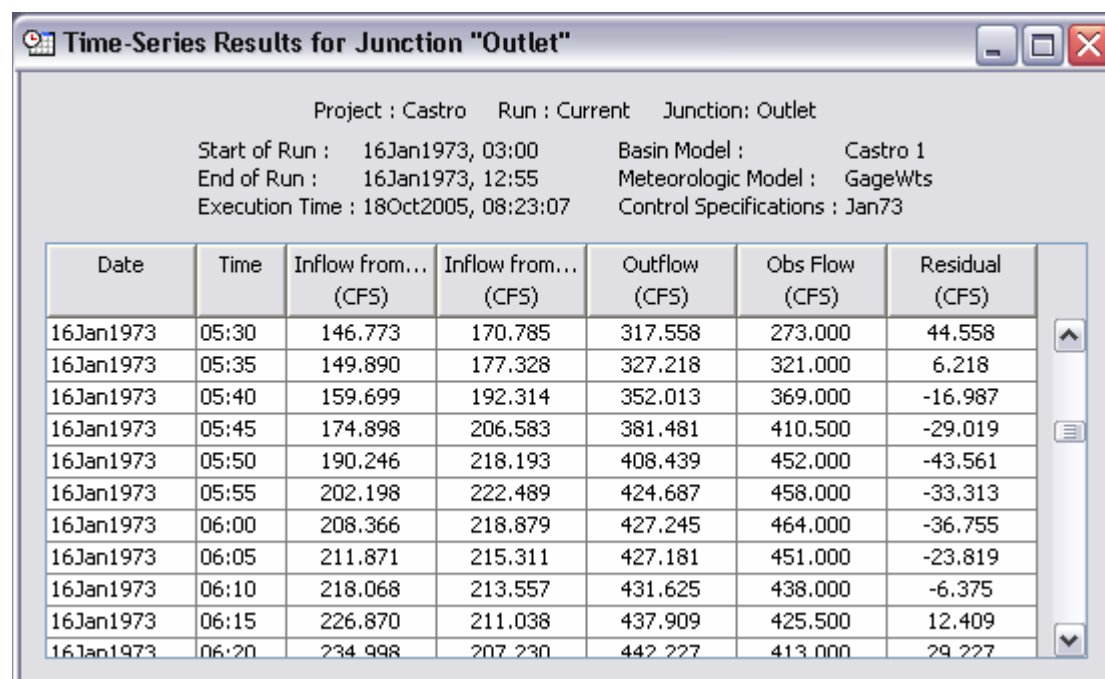 Time-Series Results for Junction "Outlet"
Project : Castro Run : Current Junction: Outlet
Start of Run : 16Jan1973, 03:00 Basin Model : Castro 1
End of Run : 16Jan1973, 12:55 Meteorologic Model : GageWts
Execution Time : 18Oct2005, 08:23:07 Control Specifications : Jan73
Date Time Inflow from... Inflow from... Outflow Obs Flow Residual
(CFS) (CFS) (CFS) (CFS) (CFS)
16Jan1973 05:30 146.773 170.785 317.558 273.000 44.558
16Jan1973 05:35 149.890 177.328 327.218 321.000 6.218
16Jan1973 05:40 159.699 192.314 352.013 369.000 -16.987
16Jan1973 05:45 174.898 206.583 381.481 410.500 -29.019
16Jan1973 05:50 190.246 218.193 408.439 452.000 -43.561
16Jan1973 05:55 202.198 222.489 424.687 458.000 -33.313
16Jan1973 06:00 208.366 218.879 427.245 464.000 -36.755
16Jan1973 06:05 211.871 215.311 427.181 451.000 -23.819
16Jan1973 06:10 218.068 213.557 431.625 438.000 -6.375
16Jan1973 06:15 226.870 211.038 437.909 425.500 12.409
16Jan1973 06:20 234.998 207.230 442.227 413.000 29.227